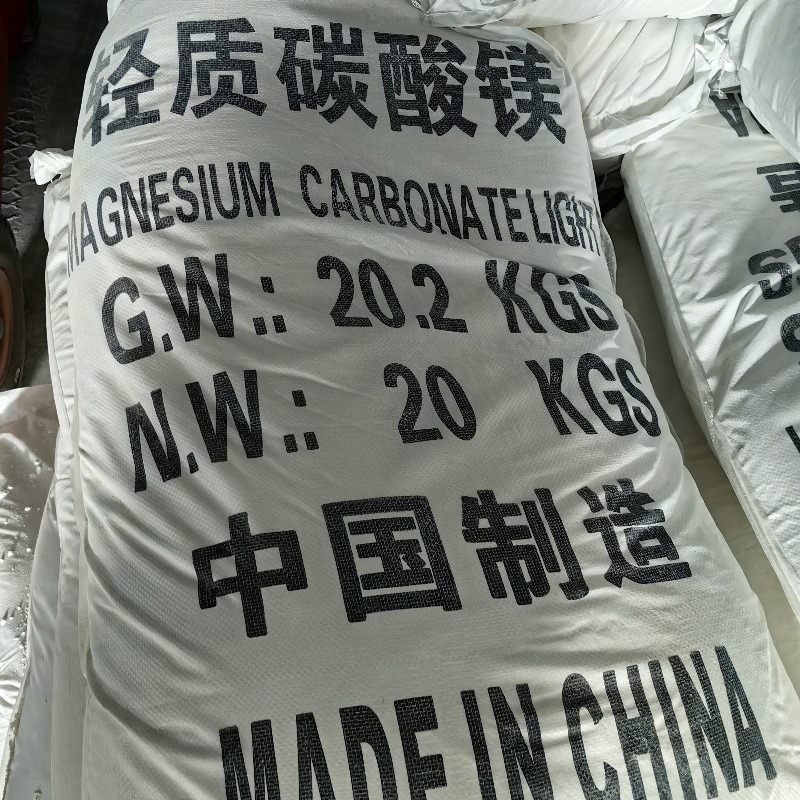 轻质碳酸镁
MAGNESIUM CARBONATE LIGHT
G.W.: 20.2 KGS
N.W.: 20 KGS
中国制造
MADE IN CHINA